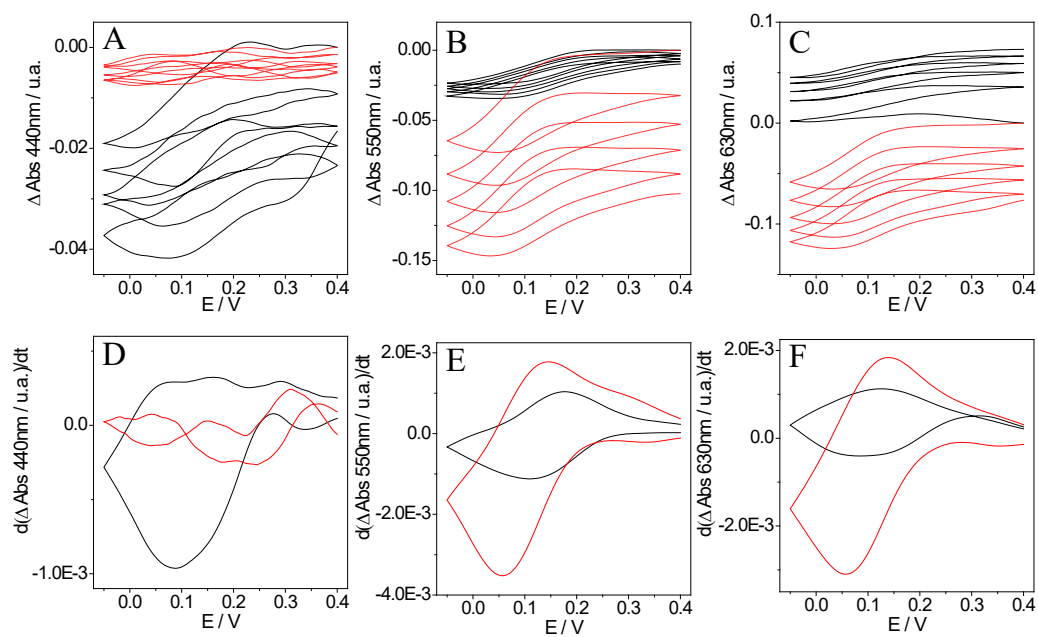 A
Δ Abs 440nm / u.a.
0.00
-0.02
-0.04
0.0 0.1 0.2 0.3 0.4
E / V
B
Δ Abs 550nm / u.a.
0.00
-0.05
-0.10
-0.15
0.0 0.1 0.2 0.3 0.4
E / V
C
Δ Abs 630nm / u.a.
0.1
0.0
-0.1
0.0 0.1 0.2 0.3 0.4
E / V
D
d(Δ Abs 440nm / u.a.)/dt
0.0
-1.0E-3
0.0 0.1 0.2 0.3 0.4
E / V
E
d(Δ Abs 550nm / u.a.)/dt
2.0E-3
0.0
-2.0E-3
-4.0E-3
0.0 0.1 0.2 0.3 0.4
E / V
F
d(Δ Abs 630nm / u.a.)/dt
2.0E-3
0.0
-2.0E-3
0.0 0.1 0.2 0.3 0.4
E / V